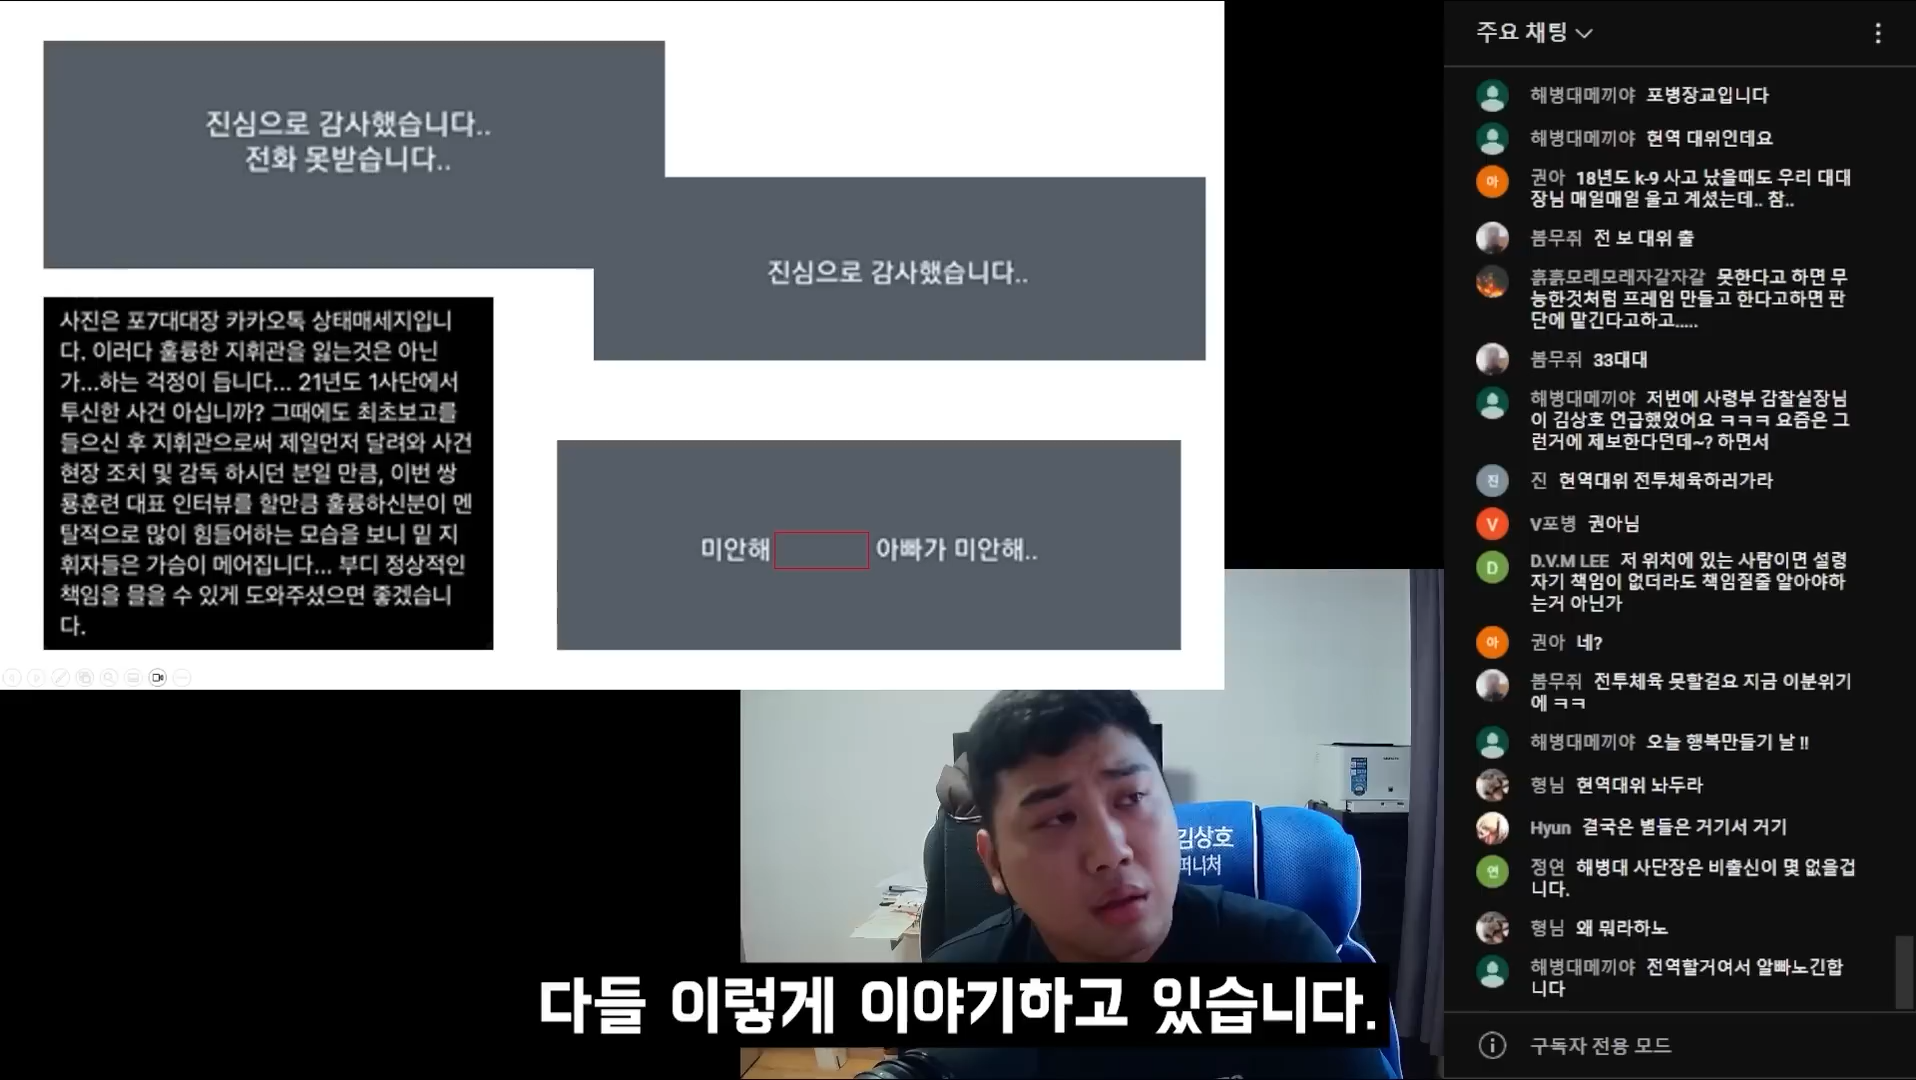 진심으로 감사했습니다..
전화 못받습니다..
진심으로 감사했습니다..
사진은 포7대대장 카카오톡 상태매세지입니
다. 이러다 훌륭한 지휘관을 잃는것은 아닌
가...하는 걱정이 듭니다... 21년도 1사단에서
투신한 사건 아십니까? 그때에도 최초보고를
들으신 후 지휘관으로써 제일먼저 달려와 사건
현장 조치 및 감독 하시던 분일 만큼, 이번 쌍
룡훈련 대표 인터뷰를 할만큼 훌륭하신분이 멘
탈적으로 많이 힘들어하는 모습을 보니 밑 지
휘자들은 가슴이 메어집니다... 부디 정상적인
책임을 물을 수 있게 도와주셨으면 좋겠습니
다.
미안해 아빠가 미안해..
김상호
퍼니처
다들 이렇게 이야기하고 있습니다.
주요 채팅
해병대메끼야 포병장교입니다
해병대메끼야 현역 대위인데요
아 권아 18년도 k-9 사고 났을때도 우리 대대
장님 매일매일 울고 계셨는데.. 참..
봄무쥐 전 보 대위 출
흙흙모래모래자갈자갈 못한다고 하면 무
능한것처럼 프레임 만들고 한다고하면 판
단에 맡긴다고하고.....
봄무쥐 33대대
해병대메끼야 저번에 사령부 감찰실장님
이 김상호 언급했었어요 ㅋㅋㅋ 요즘은 그
런거에 제보한다던데~? 하면서
진 진 현역대위 전투체육하러가라
V V포병 권아님
D D.V.M LEE 저 위치에 있는 사람이면 설령
자기 책임이 없더라도 책임질줄 알아야하
는거 아닌가
아 권아 네?
봄무쥐 전투체육 못할걸요 지금 이분위기
에 ㅋㅋ
해병대메끼야 오늘 행복만들기 날 !!
형님 현역대위 놔두라
Hyun 결국은 별들은 거기서 거기
연 정연 해병대 사단장은 비출신이 몇 없을겁
니다.
형님 왜 뭐라하노
해병대메끼야 전역할거여서 알빠노긴합
니다
구독자 전용 모드